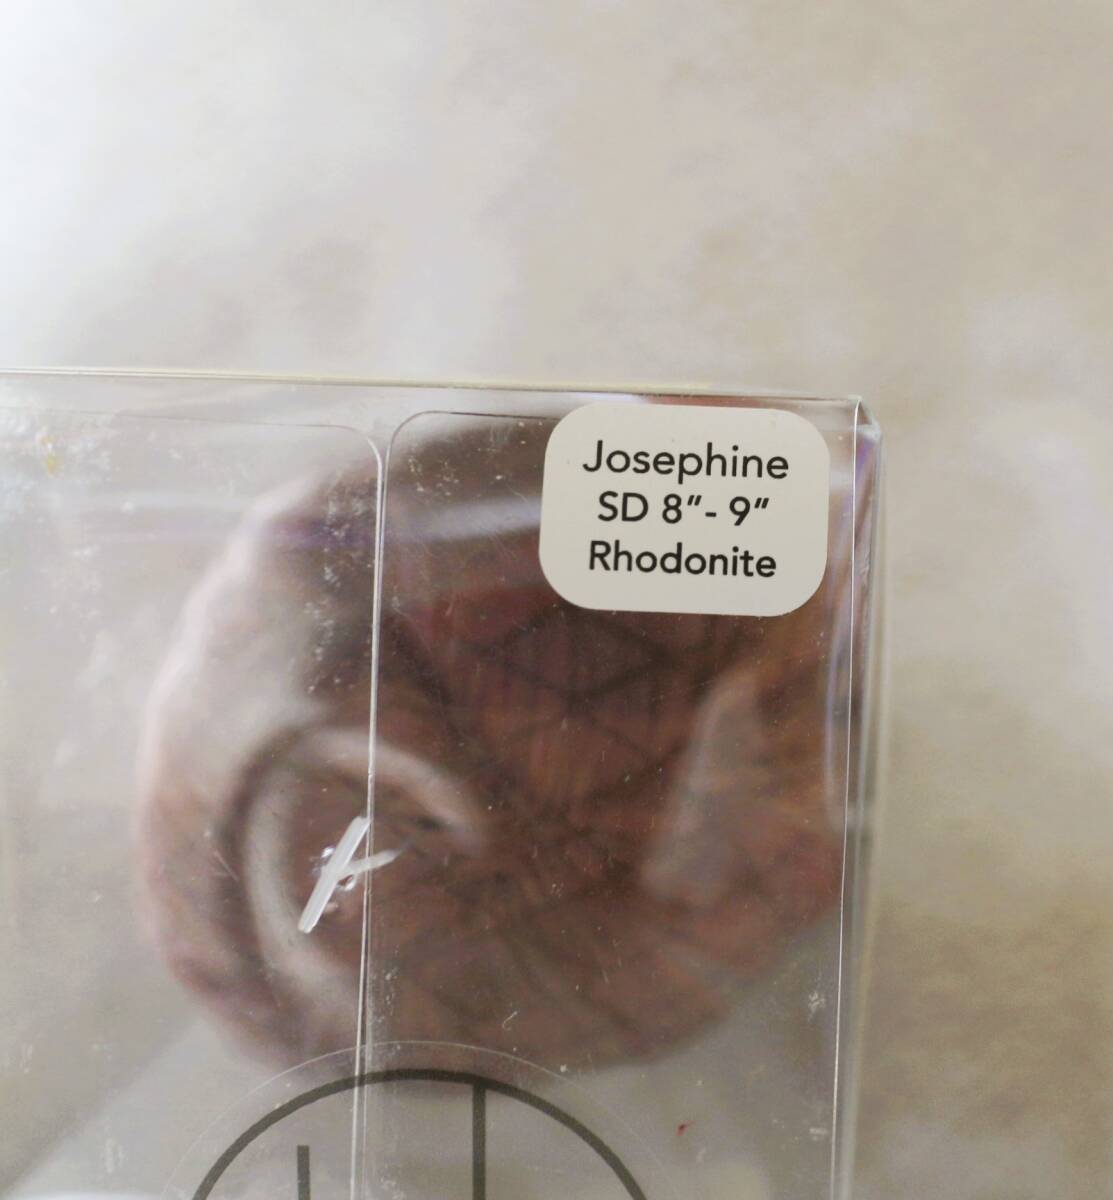 Josephine
SD 8”- 9”
Rhodonite